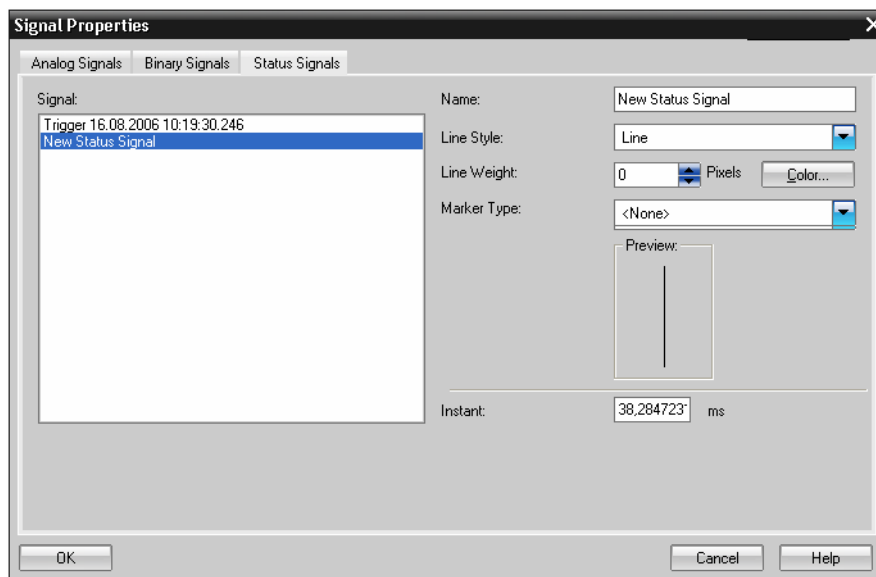 Signal Properties
Analog Signals Binary Signals Status Signals
Signal:
Trigger 16.08.2006 10:19:30.246
New Status Signal
Name: New Status Signal
Line Style: Line
Line Weight: 0 Pixels Color...
Marker Type: <None>
Preview:
Instant: 38,284723 ms
OK Cancel Help